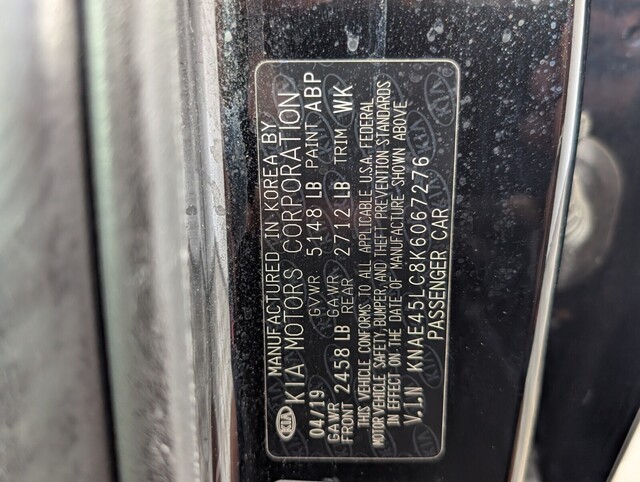 MANUFACTURED IN KOREA BY
KIA KIA MOTORS CORPORATION
04/19 GVWR 5148 LB PAINT ABP
GAWR FRONT 2458 LB GAWR REAR 2712 LB TRIM WK
THIS VEHICLE CONFORMS TO ALL APPLICABLE U.S.A. FEDERAL
MOTOR VEHICLE SAFETY, BUMPER, AND THEFT PREVENTION STANDARDS
IN EFFECT ON THE DATE OF MANUFACTURE SHOWN ABOVE
V.I.N KNAE45LC8K6067276
PASSENGER CAR